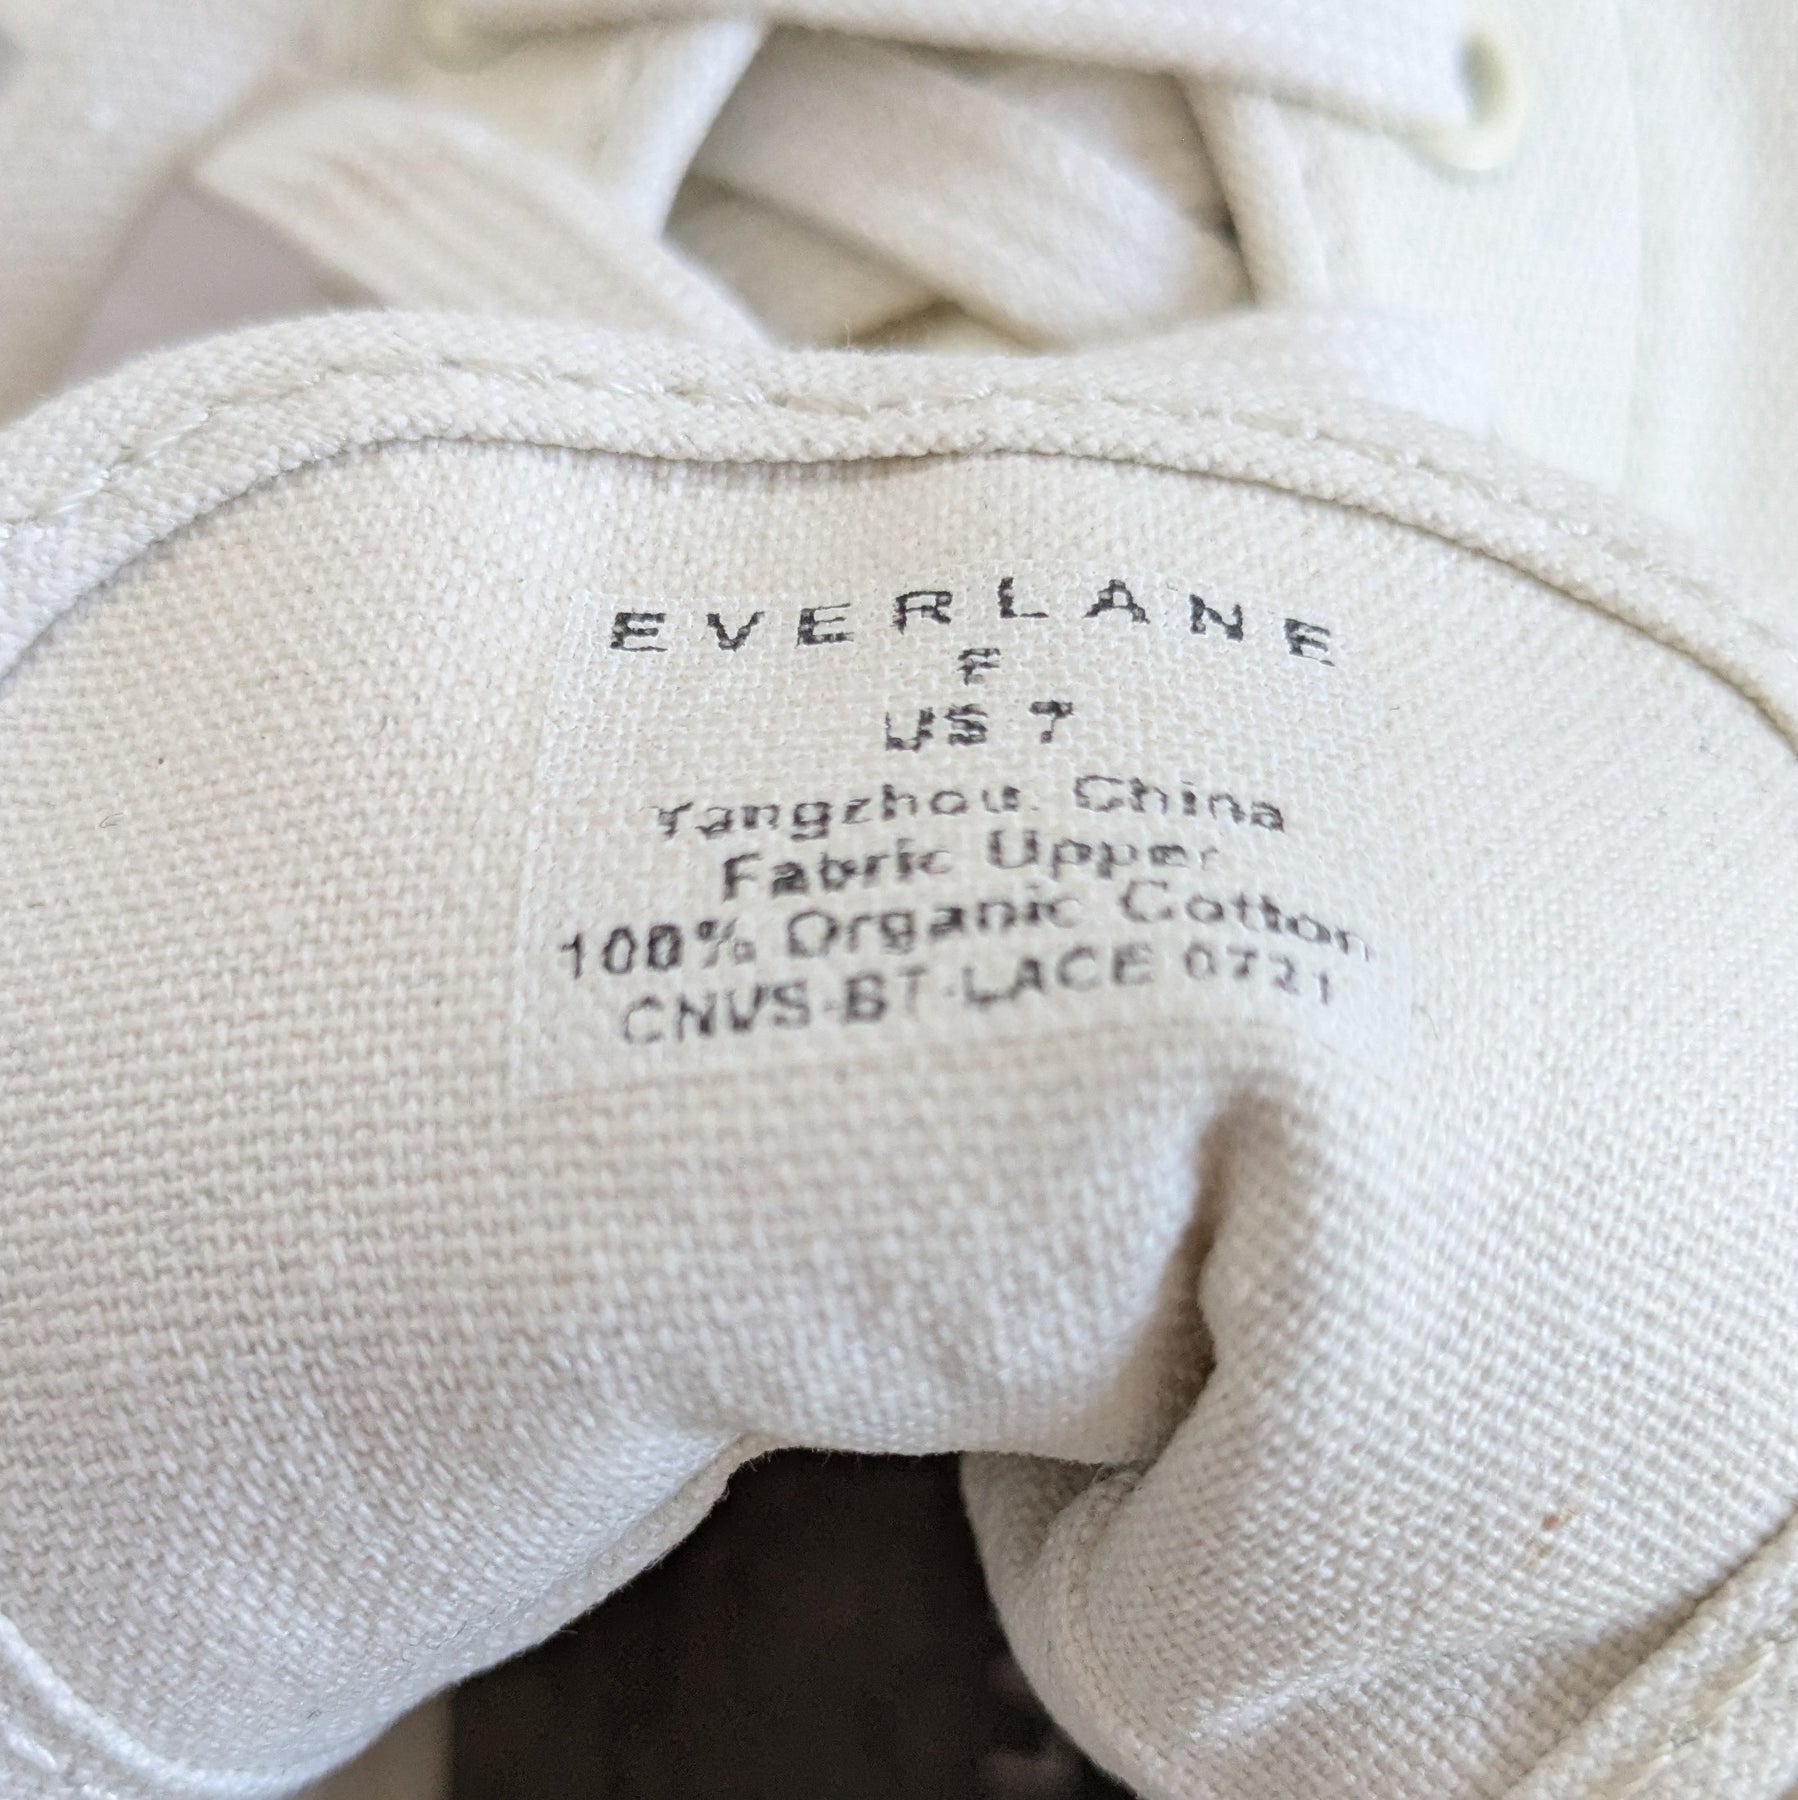 EVERLANE
F
US 7
Yangzhou. China
Fabric Upper
100% Organic Cotton
CNVS-BT-LACE 0721